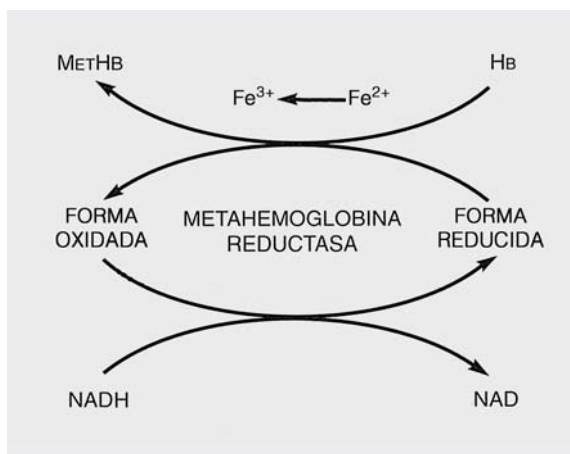 METHB
HB
Fe3+ Fe2+
FORMA OXIDADA
METAHEMOGLOBINA REDUCTASA
FORMA REDUCIDA
NADH
NAD